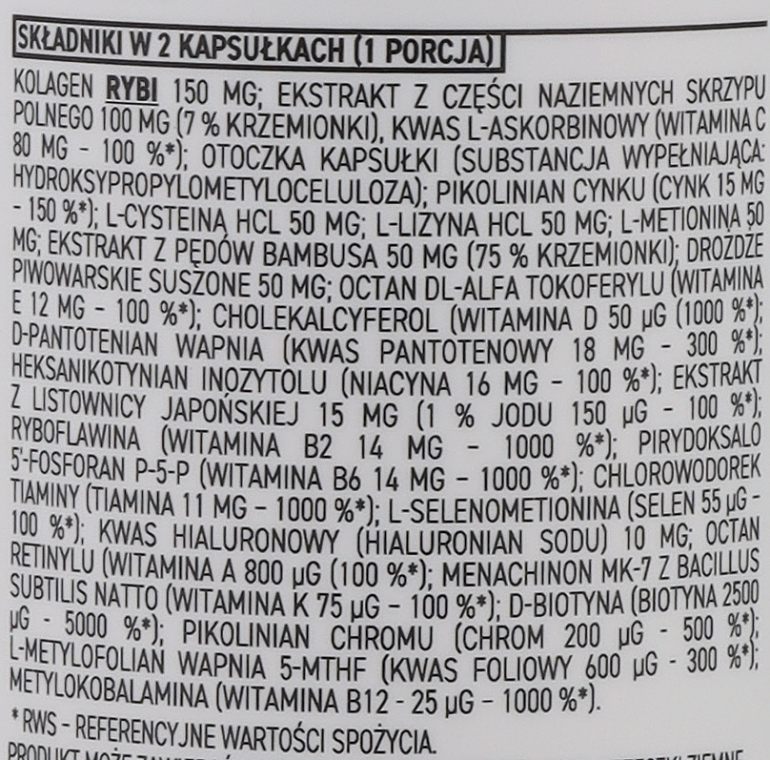 SKŁADNIKI W 2 KAPSUŁKACH (1 PORCJA)
KOLAGEN RYBI 150 MG; EKSTRAKT Z CZĘŚCI NAZIEMNYCH SKRZYPU
POLNEGO 100 MG (7 % KRZEMIONKI), KWAS L-ASKORBINOWY (WITAMINA C
80 MG - 100 %*); OTOCZKA KAPSUŁKI (SUBSTANCJA WYPEŁNIAJĄCA:
HYDROKSYPROPYLOMETYLOCELULOZA); PIKOLINIAN CYNKU (CYNK 15 MG
- 150 %*); L-CYSTEINA HCL 50 MG; L-LIZYNA HCL 50 MG; L-METIONINA 50
MG; EKSTRAKT Z PĘDÓW BAMBUSA 50 MG (75 % KRZEMIONKI); DROŻDŻE
PIWOWARSKIE SUSZONE 50 MG; OCTAN DL-ALFA TOKOFERYLU (WITAMINA
E 12 MG - 100 %*); CHOLEKALCYFEROL (WITAMINA D 50 µG (1000 %*);
D-PANTOTENIAN WAPNIA (KWAS PANTOTENOWY 18 MG - 300 %*);
HEKSANIKOTYNIAN INOZYTOLU (NIACYNA 16 MG - 100 %*); EKSTRAKT
Z LISTOWNICY JAPOŃSKIEJ 15 MG (1 % JODU 150 µG - 100 %*);
RYBOFLAWINA (WITAMINA B2 14 MG - 1000 %*); PIRYDOKSALO
5'-FOSFORAN P-5-P (WITAMINA B6 14 MG - 1000 %*); CHLOROWODOREK
TIAMINY (TIAMINA 11 MG - 1000 %*); L-SELENOMETIONINA (SELEN 55 µG -
100 %*); KWAS HIALURONOWY (HIALURONIAN SODU) 10 MG; OCTAN
RETINYLU (WITAMINA A 800 µG (100 %*); MENACHINON MK-7 Z BACILLUS
SUBTILIS NATTO (WITAMINA K 75 µG - 100 %*); D-BIOTYNA (BIOTYNA 2500
µG - 5000 %*); PIKOLINIAN CHROMU (CHROM 200 µG - 500 %*);
L-METYLOFOLIAN WAPNIA 5-MTHF (KWAS FOLIOWY 600 µG - 300 %*);
METYLOKOBALAMINA (WITAMINA B12 - 25 µG - 1000 %*).
* RWS - REFERENCYJNE WARTOŚCI SPOŻYCIA.
PRODUKT MOŻE